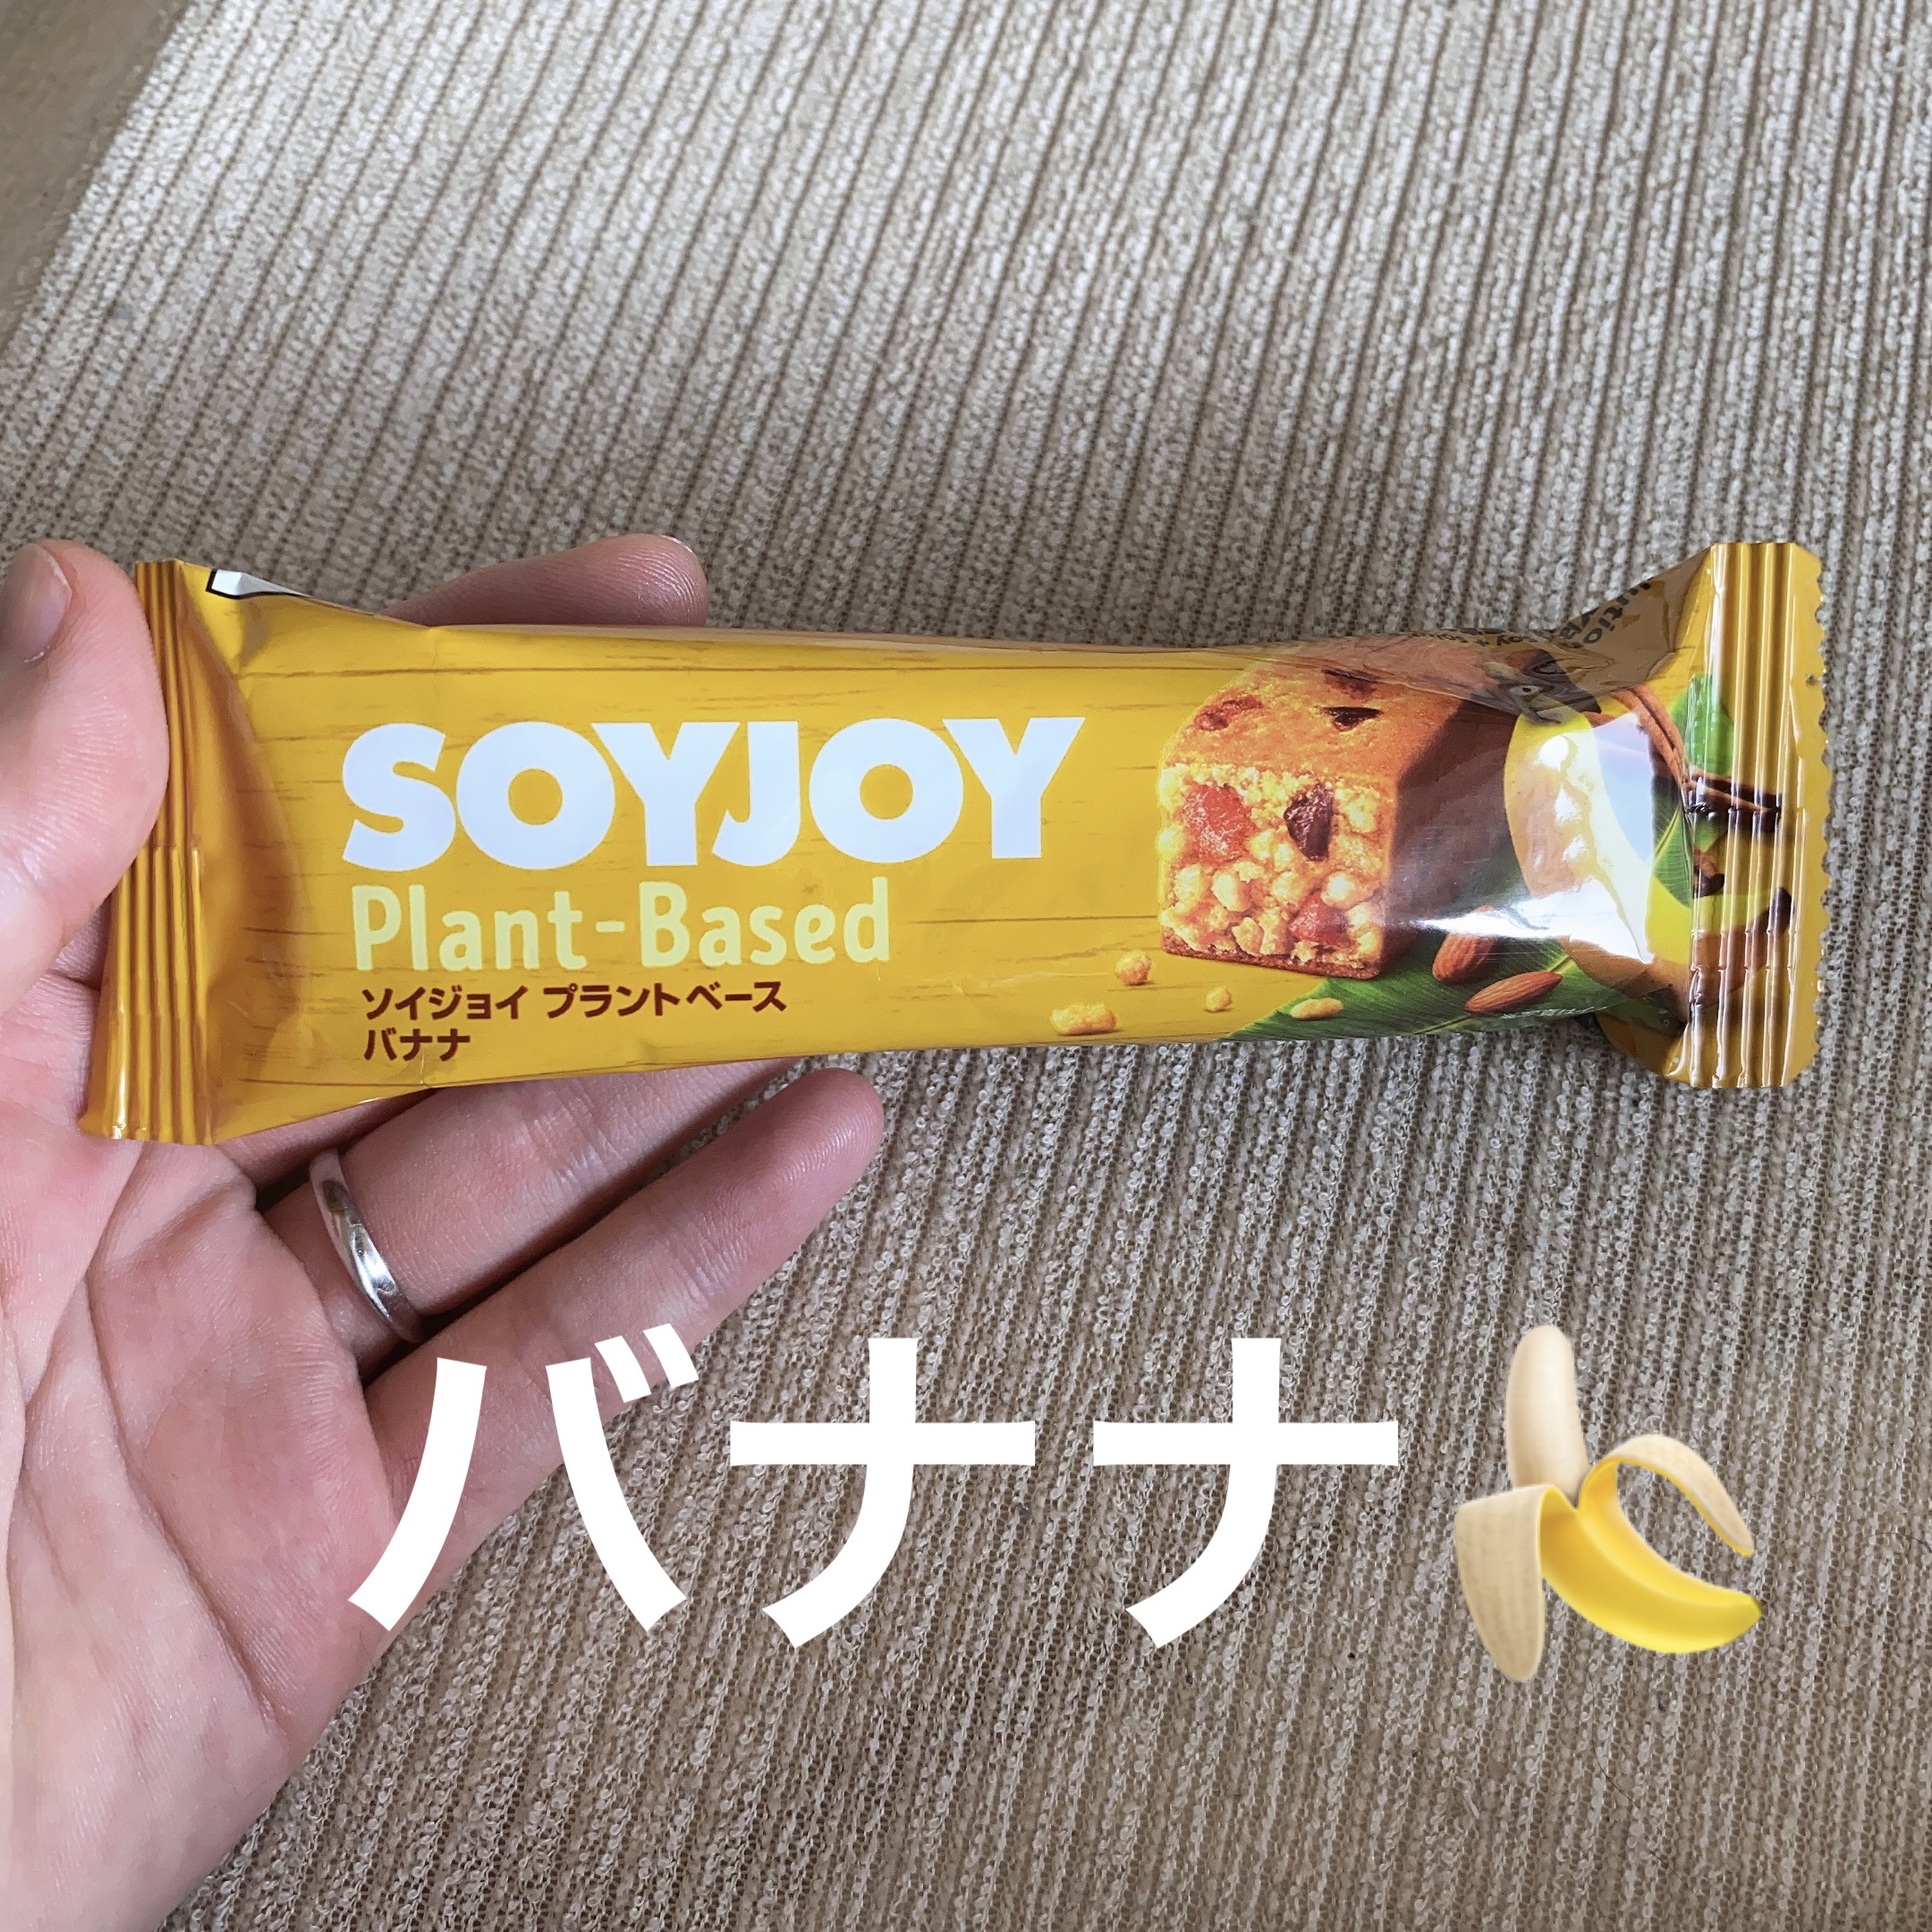 SOYJOY
Plant-Based
ソイジョイ プラントベース
バナナ
バナナ🍌